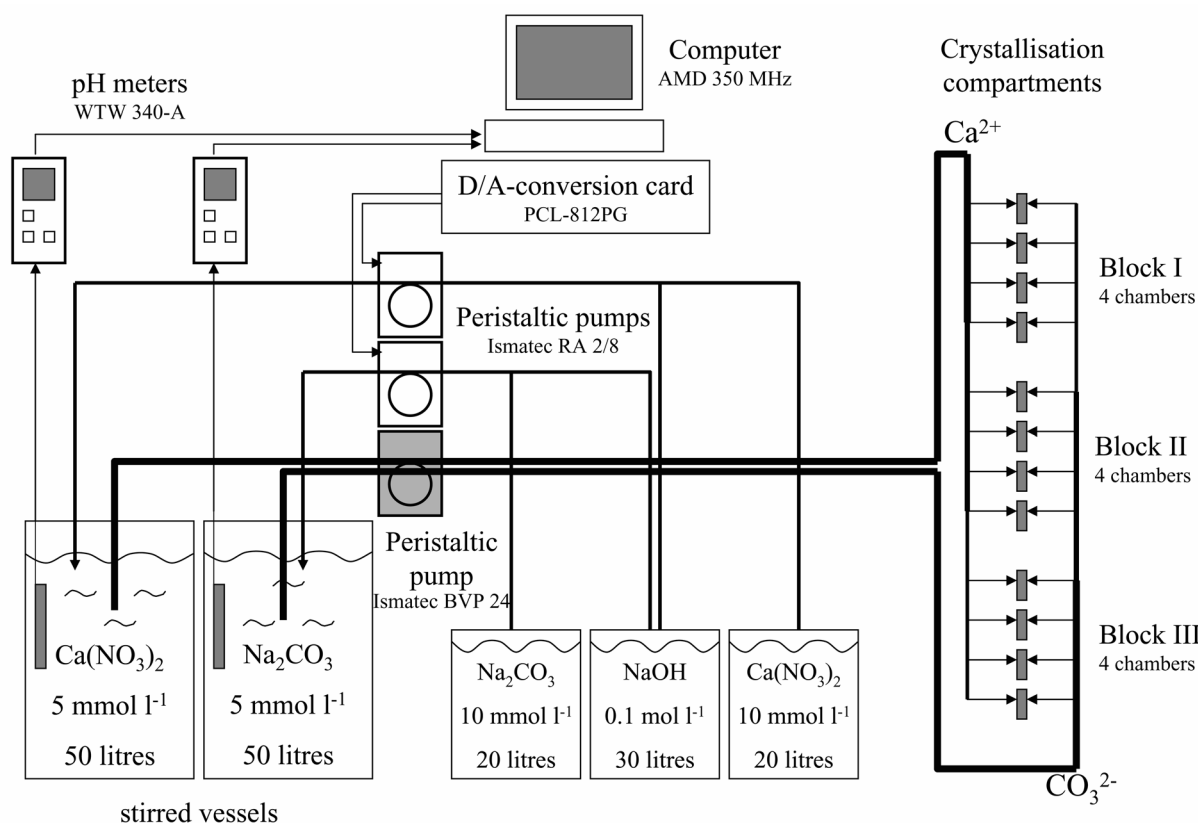 Computer
AMD 350 MHz
pH meters
WTW 340-A
Crystallisation
compartments
Ca²⁺
D/A-conversion card
PCL-812PG
Block I
4 chambers
Peristaltic pumps
Ismatec RA 2/8
Block II
4 chambers
Peristaltic
pump
Ismatec BVP 24
Block III
4 chambers
Ca(NO₃)₂
5 mmol l⁻¹
50 litres
Na₂CO₃
5 mmol l⁻¹
50 litres
Na₂CO₃
10 mmol l⁻¹
20 litres
NaOH
0.1 mol l⁻¹
30 litres
Ca(NO₃)₂
10 mmol l⁻¹
20 litres
CO₃²⁻
stirred vessels